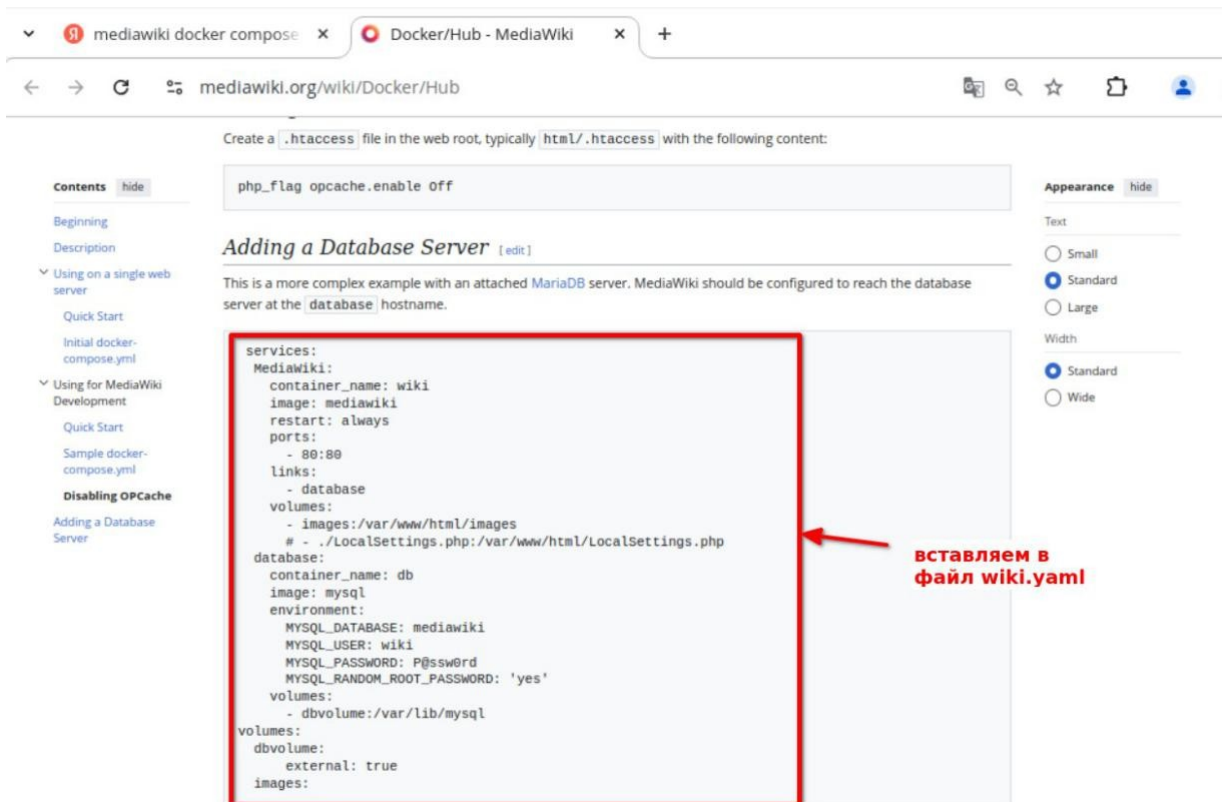 mediawiki docker compose
Docker/Hub - MediaWiki
mediawiki.org/wiki/Docker/Hub
Create a .htaccess file in the web root, typically html/.htaccess with the following content:
php_flag opcache.enable Off
Contents hide
Beginning
Description
Using on a single web
server
Quick Start
Initial docker-
compose.yml
Using for MediaWiki
Development
Quick Start
Sample docker-
compose.yml
Disabling OPCache
Adding a Database
Server
Adding a Database Server [ edit ]
This is a more complex example with an attached MariaDB server. MediaWiki should be configured to reach the database
server at the database hostname.
services:
MediaWiki:
container_name: wiki
image: mediawiki
restart: always
ports:
- 80:80
links:
- database
volumes:
- images:/var/www/html/images
# - ./LocalSettings.php:/var/www/html/LocalSettings.php
database:
container_name: db
image: mysql
environment:
MYSQL_DATABASE: mediawiki
MYSQL_USER: wiki
MYSQL_PASSWORD: P@ssw0rd
MYSQL_RANDOM_ROOT_PASSWORD: 'yes'
volumes:
- dbvolume:/var/lib/mysql
volumes:
dbvolume:
external: true
images:
вставляем в
файл wiki.yaml
Appearance hide
Text
Small
Standard
Large
Width
Standard
Wide